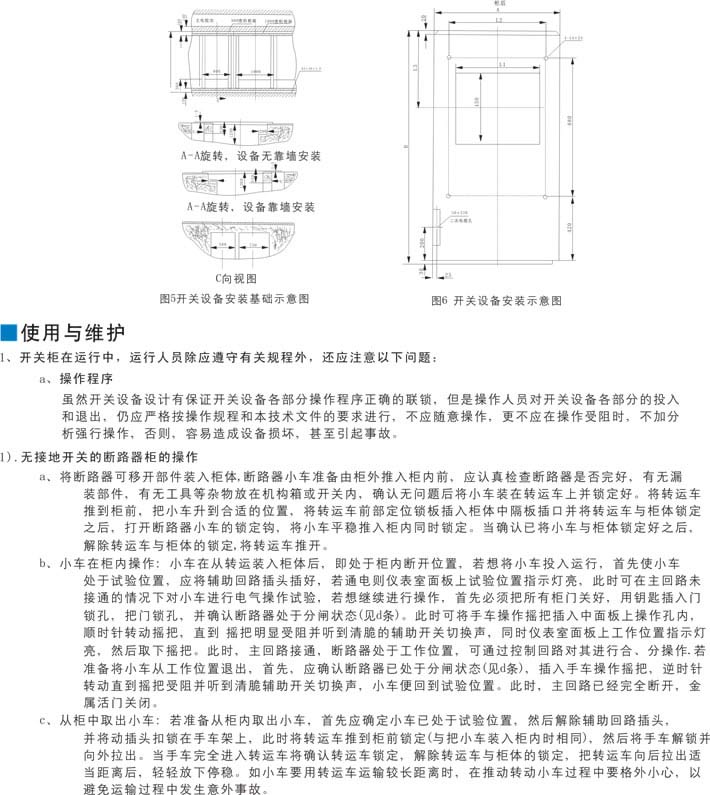 柜后
A
L2
L1
L3
B
20
450
680
420
200
A-A旋转，设备无靠墙安装
A-A旋转、设备靠墙安装
C向视图
图5开关设备安装基础示意图
图6 开关设备安装示意图
使用与维护
1、开关柜在运行中，运行人员除应遵守有关规程外，还应注意以下问题：
a、操作程序
虽然开关设备设计有保证开关设备各部分操作程序正确的联锁，但是操作人员对开关设备各部分的投入
和退出，仍应严格按操作规程和本技术文件的要求进行，不应随意操作，更不应在操作受阻时，不加分
析强行操作，否则，容易造成设备损坏，甚至引起事故。
1).无接地开关的断路器柜的操作
a、将断路器可移开部件装入柜体,断路器小车准备由柜外推入柜内前，应认真检查断路器是否完好，有无漏
装部件，有无工具等杂物放在机构箱或开关内，确认无问题后将小车装在转运车上并锁定好。将转运车
推到柜前，把小车升到合适的位置，将转运车前部定位锁板插入柜体中隔板插口并将转运车与柜体锁定
之后，打开断路器小车的锁定钩，将小车平稳推入柜内同时锁定。当确认已将小车与柜体锁定好之后，
解除转运车与柜体的锁定,将转运车推开。
b、小车在柜内操作：小车在从转运装入柜体后，即处于柜内断开位置，若想将小车投入运行，首先使小车
处于试验位置，应将辅助回路插头插好，若通电则仪表室面板上试验位置指示灯亮，此时可在主回路未
接通的情况下对小车进行电气操作试验，若想继续进行操作，首先必须把所有柜门关好，用钥匙插入门
锁孔，把门锁孔，并确认断路器处于分闸状态(见d条)。此时可将手车操作摇把插入中面板上操作孔内，
顺时针转动摇把，直到 摇把明显受阻并听到清脆的辅助开关切换声，同时仪表室面板上工作位置指示灯
亮，然后取下摇把。此时，主回路接通，断路器处于工作位置，可通过控制回路对其进行合、分操作.若
准备将小车从工作位置退出，首先、应确认断路器已处于分闸状态(见d条)，插入手车操作摇把，逆时针
转动直到摇把受阻并听到清脆辅助开关切换声，小车便回到试验位置。此时，主回路已经完全断开，金
属活门关闭。
c、从柜中取出小车：若准备从柜内取出小车，首先应确定小车已处于试验位置，然后解除辅助回路插头，
并将动插头扣锁在手车架上，此时将转运车推到柜前锁定(与把小车装入柜内时相同)，然后将手车解锁并
向外拉出。当手车完全进入转运车将确认转运车锁定，解除转运车与柜体的锁定，把转运车向后拉出适
当距离后，轻轻放下停稳。如小车要用转运车运输较长距离时，在推动转动小车过程中要格外小心，以
避免运输过程中发生意外事故。